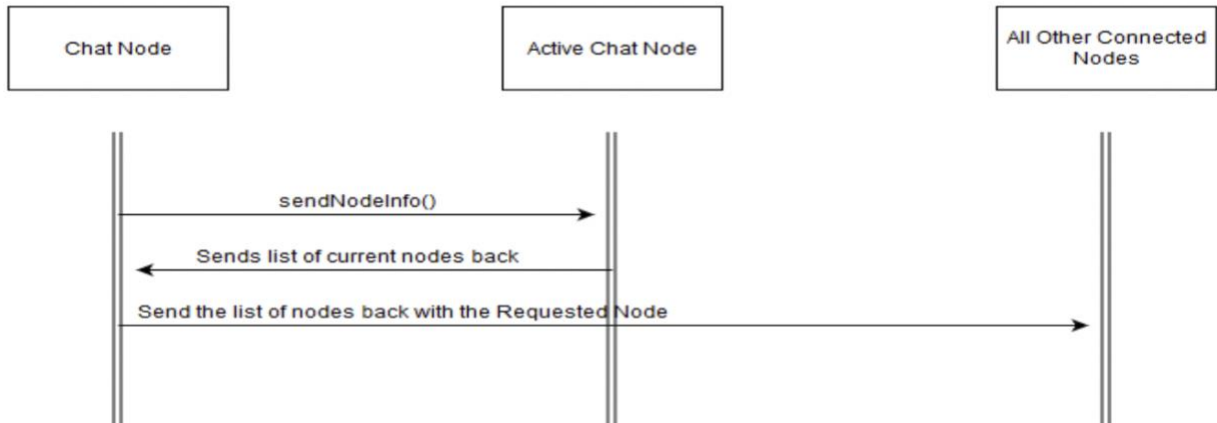 Chat Node
Active Chat Node
All Other Connected
Nodes
sendNodeInfo()
Sends list of current nodes back
Send the list of nodes back with the Requested Node